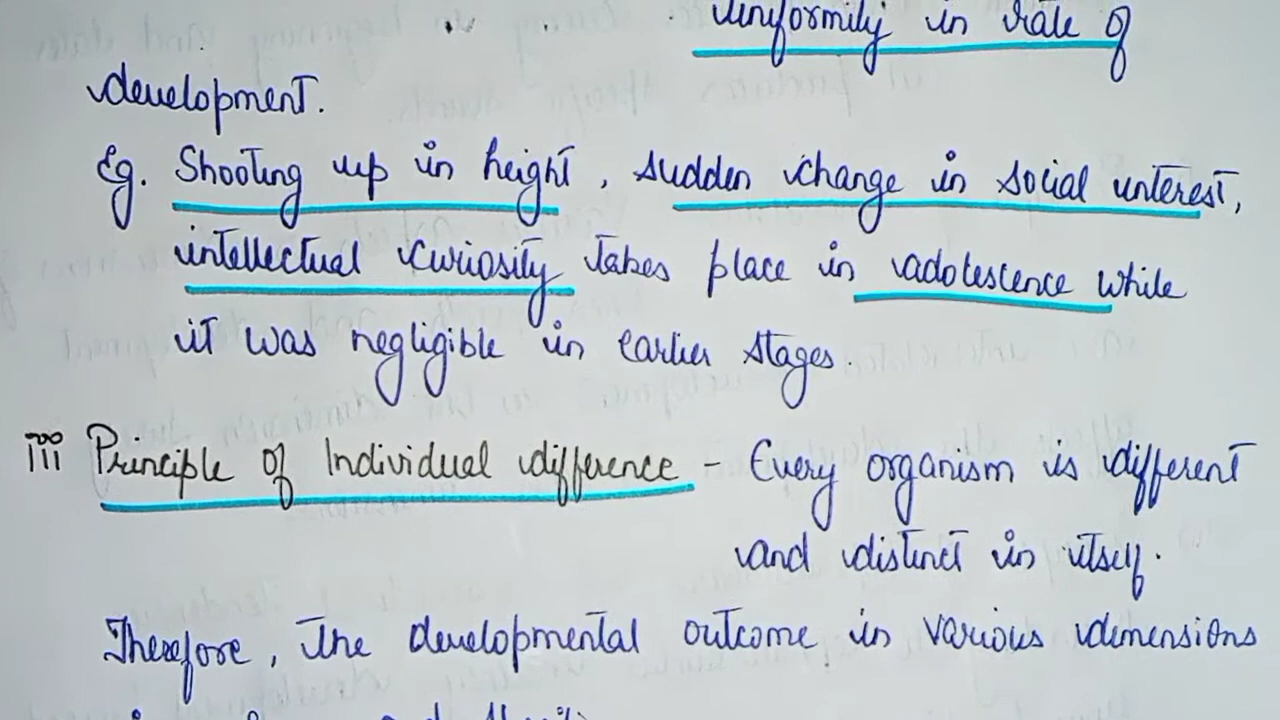 uniformity in rate of
development.
Eg. Shooting up in height, sudden change in social interest,
intellectual curiosity takes place in adolescence while
it was negligible in earlier stages.
iii Principle of Individual difference - Every organism is different
and distinct in itself.
Therefore, the developmental outcome in various dimensions